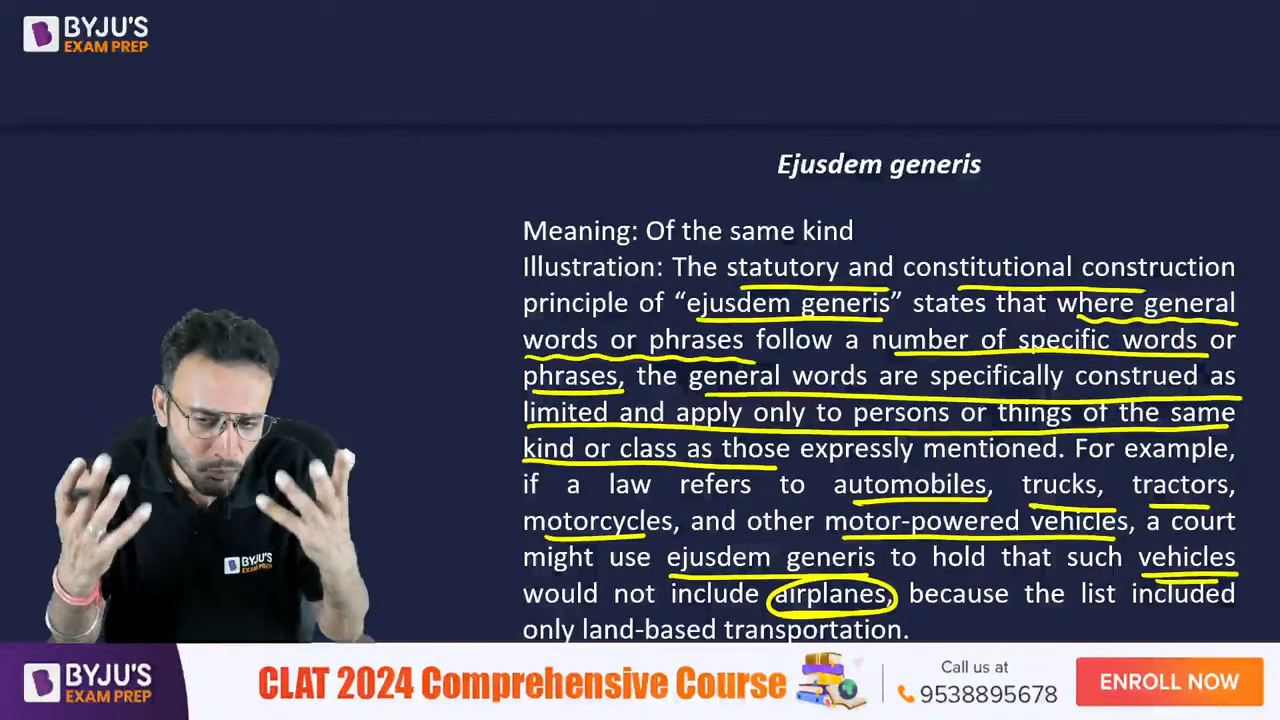 BYJU'S
EXAM PREP
Ejusdem generis
Meaning: Of the same kind
Illustration: The statutory and constitutional construction
principle of “ejusdem generis” states that where general
words or phrases follow a number of specific words or
phrases, the general words are specifically construed as
limited and apply only to persons or things of the same
kind or class as those expressly mentioned. For example,
if a law refers to automobiles, trucks, tractors,
motorcycles, and other motor-powered vehicles, a court
might use ejusdem generis to hold that such vehicles
would not include airplanes, because the list included
only land-based transportation.
BYJU'S
EXAM PREP
BYJU'S
EXAM PREP
CLAT 2024 Comprehensive Course
Call us at
9538895678
ENROLL NOW